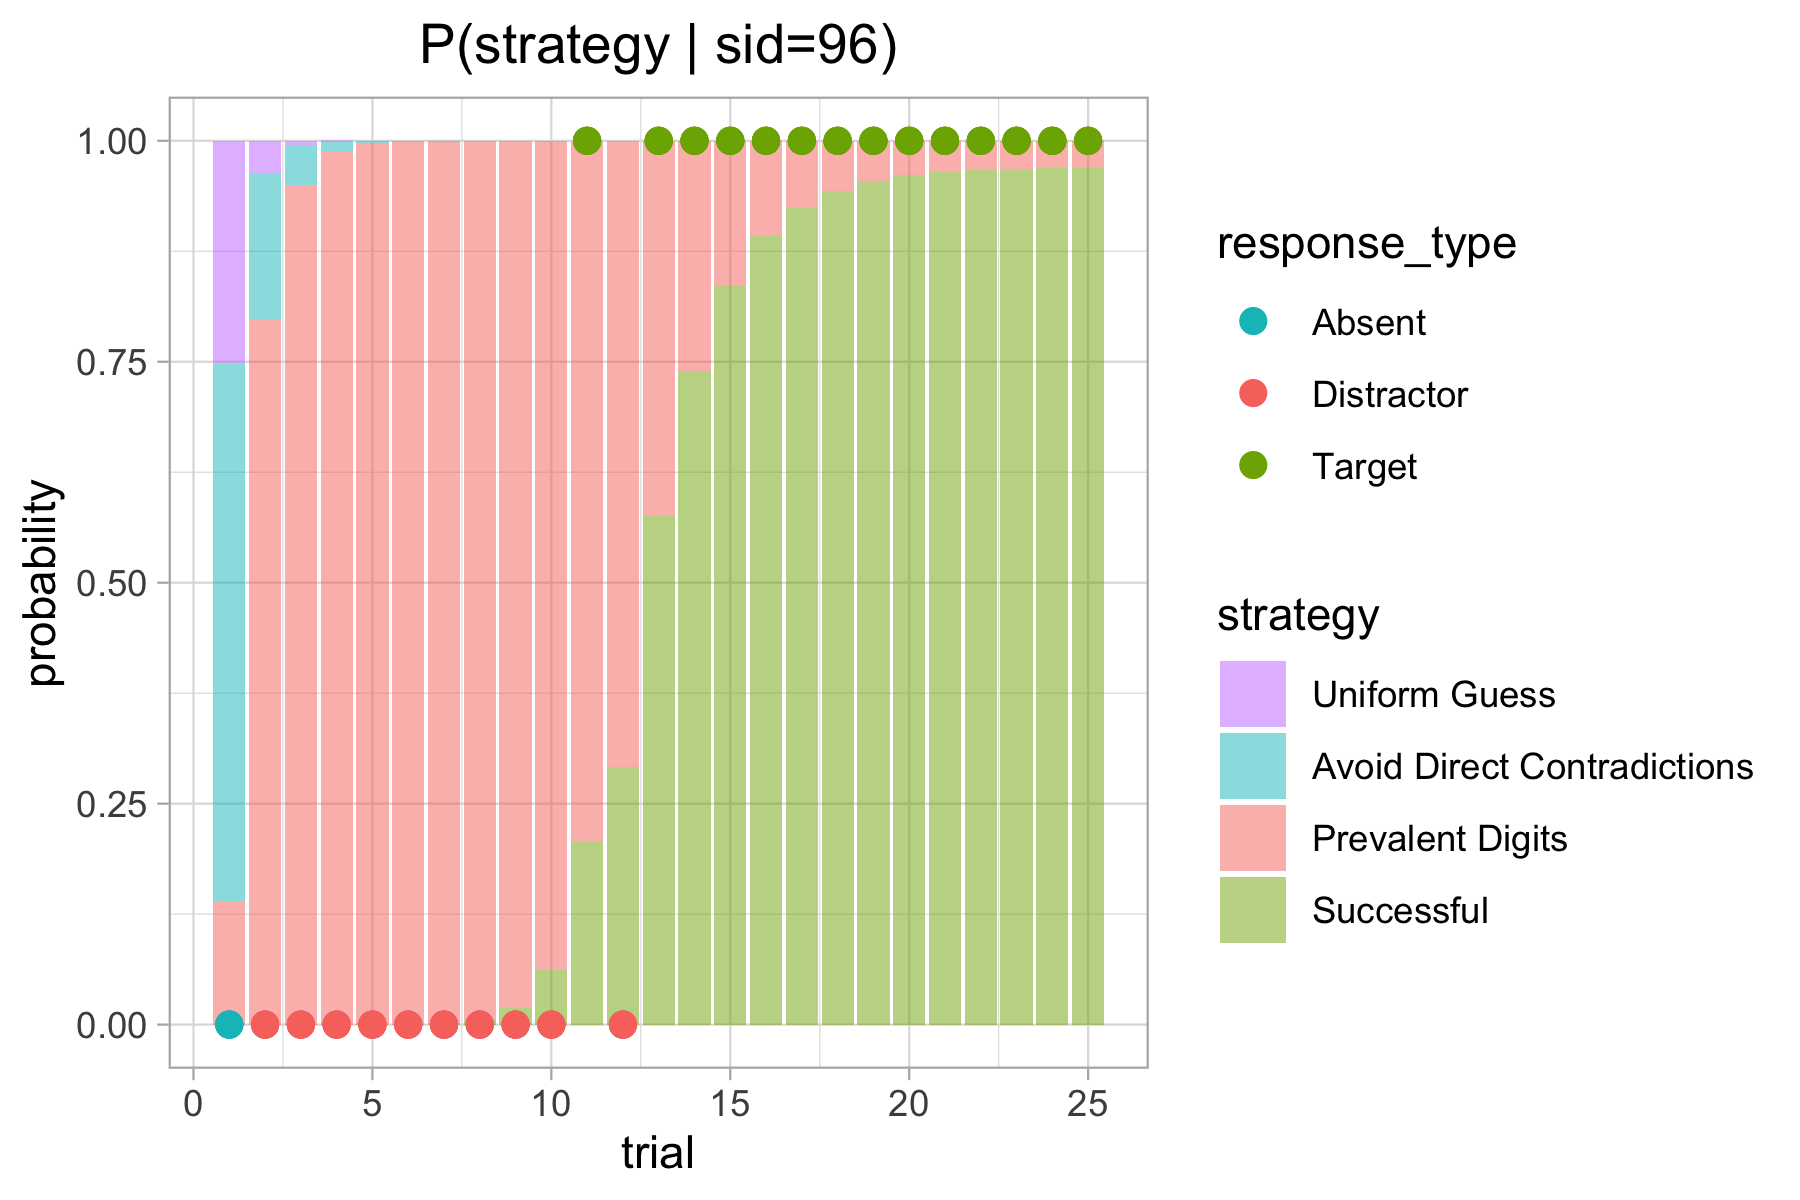 P(strategy | sid=96)
1.00
0.75
0.50
0.25
0.00
probability
0 5 10 15 20 25
trial
response_type
Absent
Distractor
Target
strategy
Uniform Guess
Avoid Direct Contradictions
Prevalent Digits
Successful